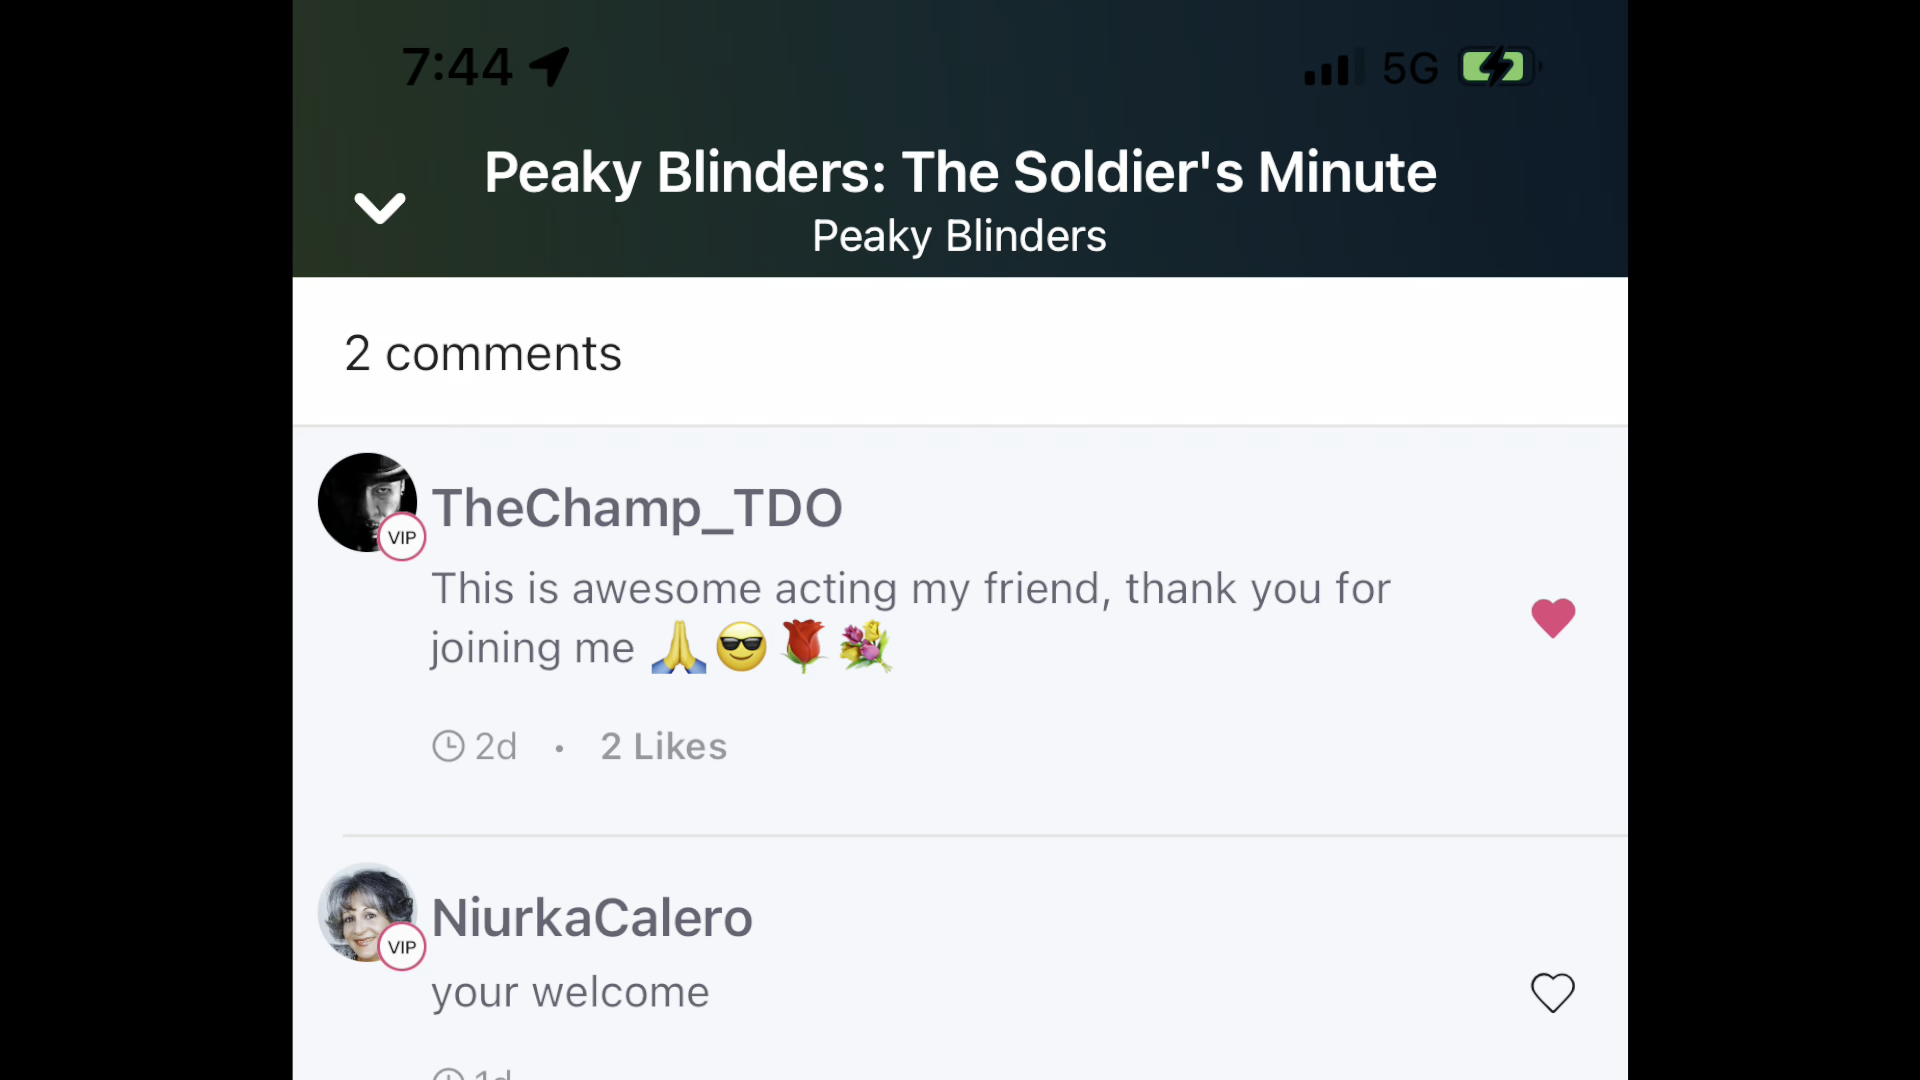 7:44 5G
Peaky Blinders: The Soldier's Minute
Peaky Blinders
2 comments
TheChamp_TDO
VIP
This is awesome acting my friend, thank you for
joining me 🙏😎🌹💐
2d • 2 Likes
NiurkaCalero
VIP
your welcome
1d